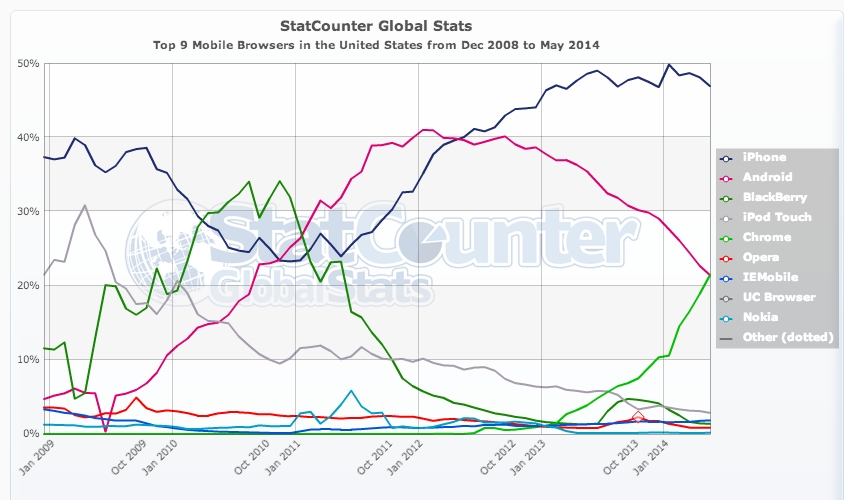 StatCounter Global Stats
Top 9 Mobile Browsers in the United States from Dec 2008 to May 2014
50%
40%
30%
20%
10%
0%
StatCounter
GlobalStats
iPhone
Android
BlackBerry
iPod Touch
Chrome
Opera
IEMobile
UC Browser
Nokia
Other (dotted)
Jan 2009
Oct 2009
Jan 2010
Oct 2010
Jan 2011
Oct 2011
Jan 2012
Oct 2012
Jan 2013
Oct 2013
Jan 2014